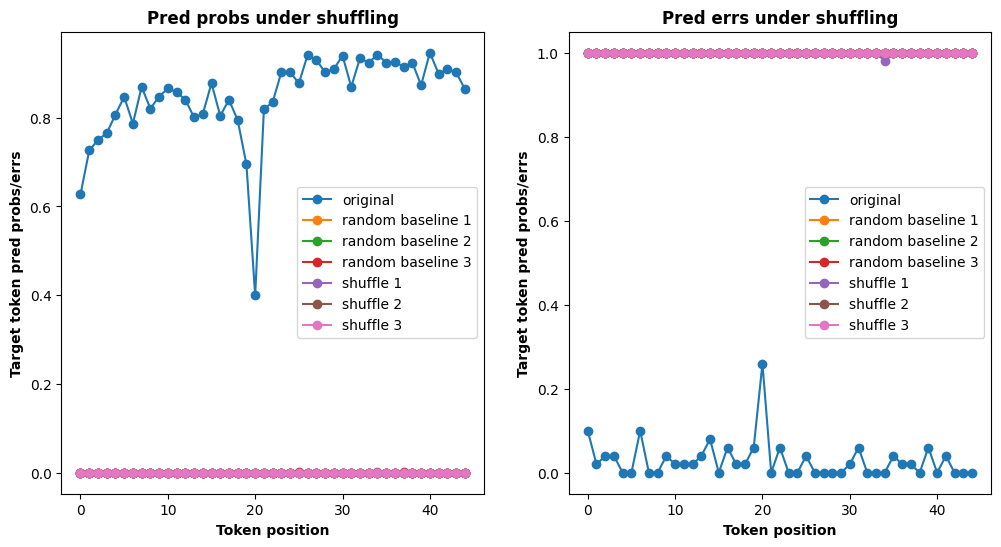 Pred probs under shuffling
Target token pred probs/errs
0.8
0.6
0.4
0.2
0.0
original
random baseline 1
random baseline 2
random baseline 3
shuffle 1
shuffle 2
shuffle 3
0
10
20
30
40
Token position
Pred errs under shuffling
Target token pred probs/errs
1.0
0.8
0.6
0.4
0.2
0.0
original
random baseline 1
random baseline 2
random baseline 3
shuffle 1
shuffle 2
shuffle 3
0
10
20
30
40
Token position